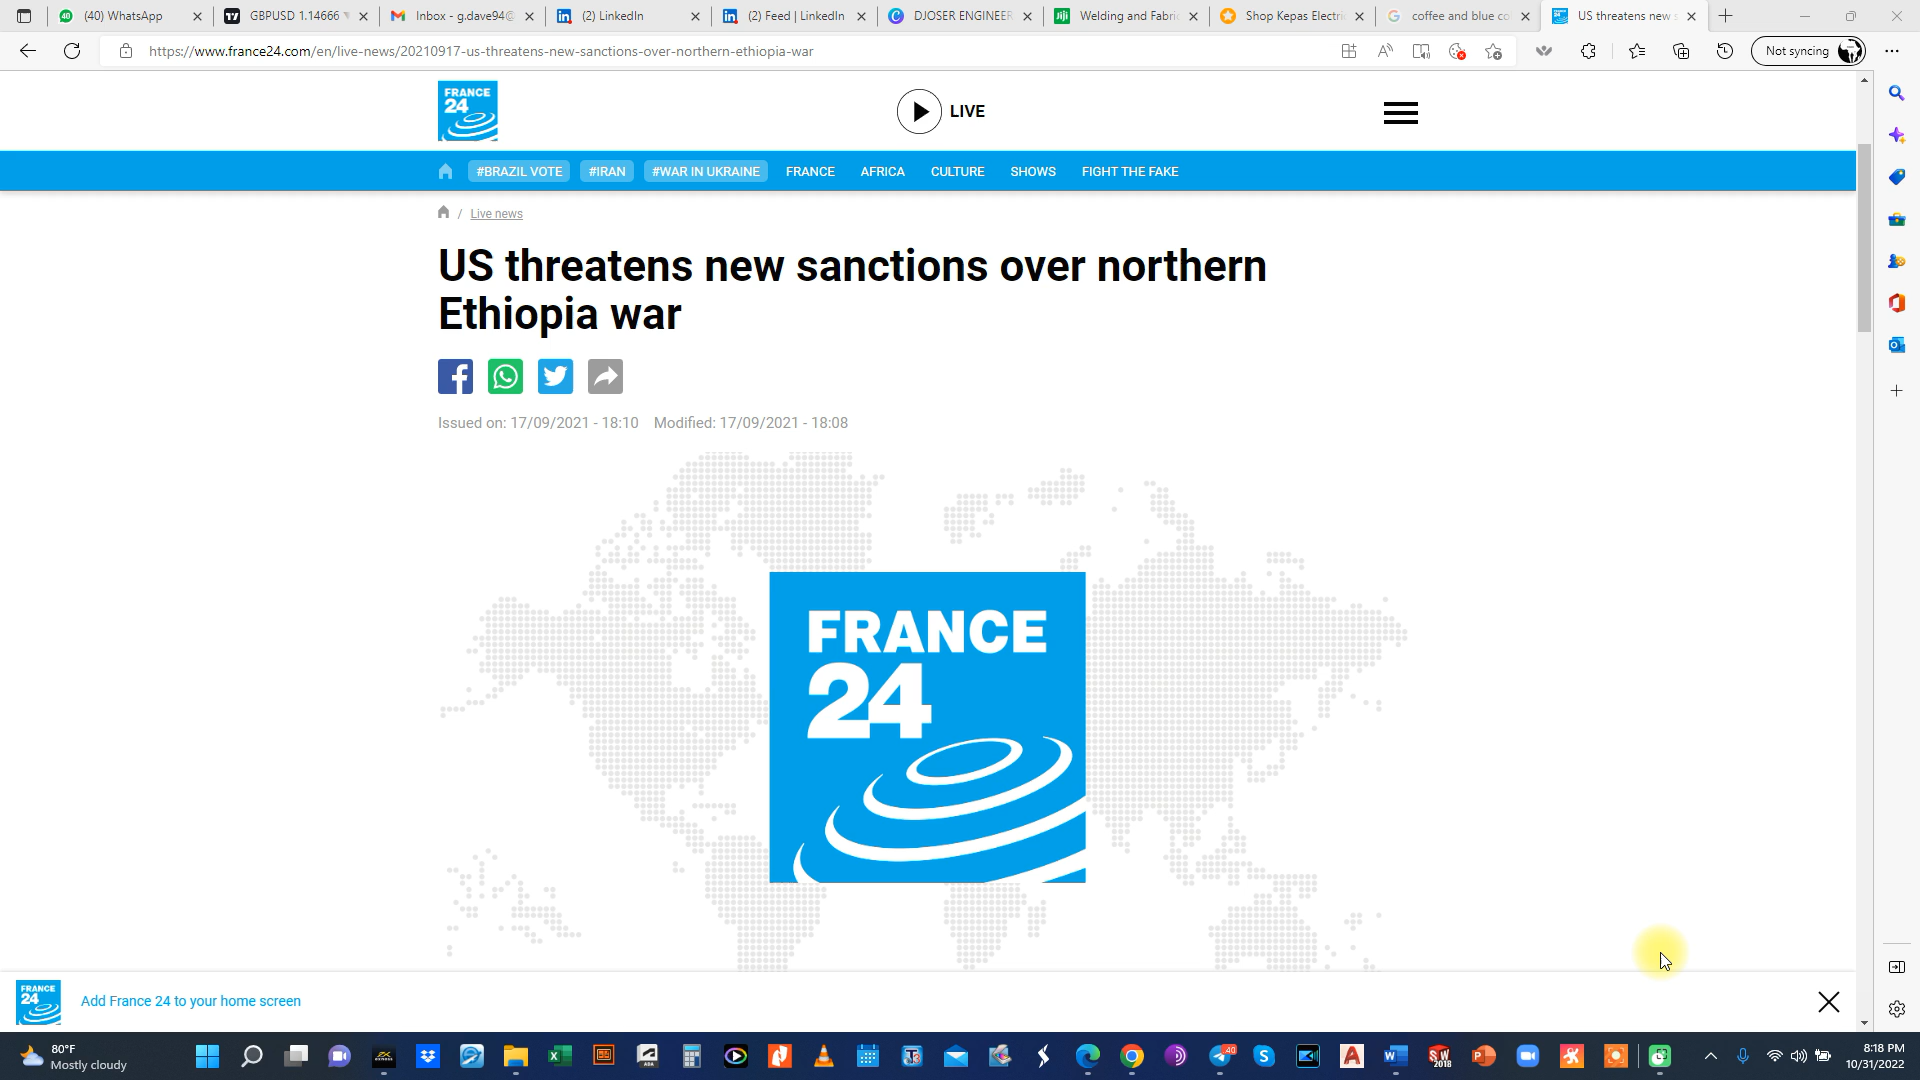 (40) WhatsApp
GBPUSD 1.14666
Inbox - g.dave94@
(2) LinkedIn
(2) Feed | LinkedIn
DJOSER ENGINEER
Welding and Fabri
Shop Kepas Electri
coffee and blue co
US threatens new s
https://www.france24.com/en/live-news/20210917-us-threatens-new-sanctions-over-northern-ethiopia-war
Not syncing
FRANCE
24
LIVE
#BRAZIL VOTE
#IRAN
#WAR IN UKRAINE
FRANCE
AFRICA
CULTURE
SHOWS
FIGHT THE FAKE
/ Live news
US threatens new sanctions over northern
Ethiopia war
Issued on: 17/09/2021 - 18:10 Modified: 17/09/2021 - 18:08
FRANCE
24
FRANCE
24
Add France 24 to your home screen
80°F
Mostly cloudy
40
SW
2018
8:18 PM
10/31/2022